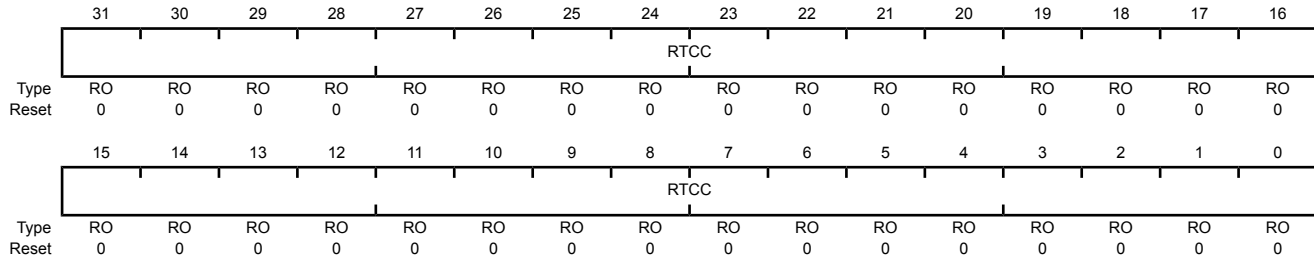 31 30 29 28 27 26 25 24 23 22 21 20 19 18 17 16
RTCC
Type RO RO RO RO RO RO RO RO RO RO RO RO RO RO RO RO
Reset 0 0 0 0 0 0 0 0 0 0 0 0 0 0 0 0
15 14 13 12 11 10 9 8 7 6 5 4 3 2 1 0
RTCC
Type RO RO RO RO RO RO RO RO RO RO RO RO RO RO RO RO
Reset 0 0 0 0 0 0 0 0 0 0 0 0 0 0 0 0